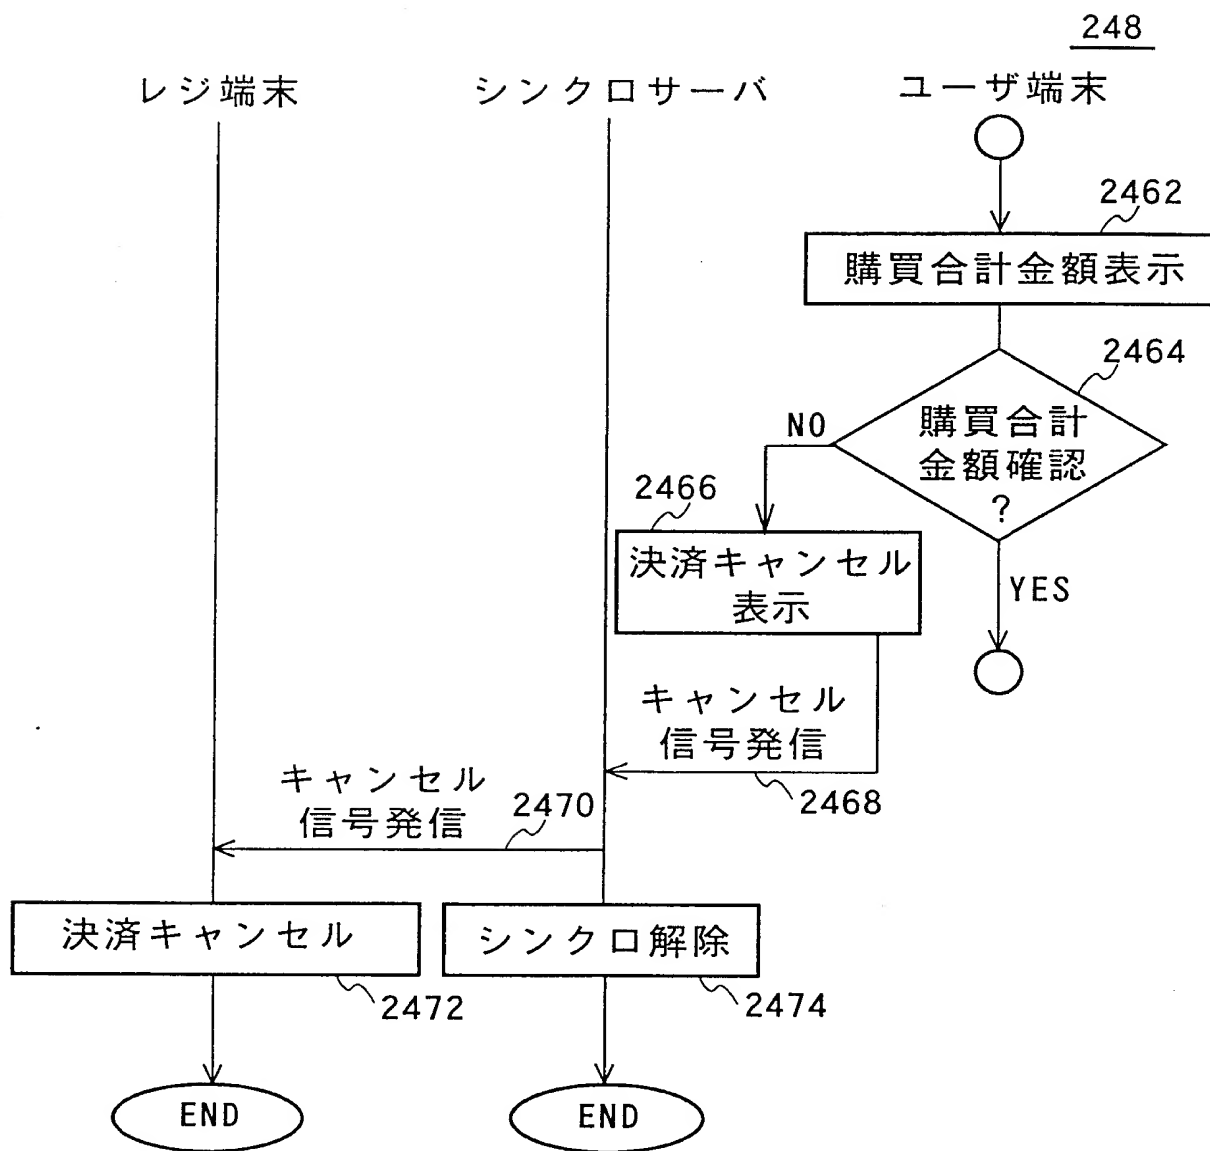 248
レジ端末
シンクロサーバ
ユーザ端末
2462
購買合計金額表示
2464
購買合計
金額確認
?
NO
YES
2466
決済キャンセル
表示
キャンセル
信号発信
2468
キャンセル
信号発信
2470
決済キャンセル
2472
シンクロ解除
2474
END
END